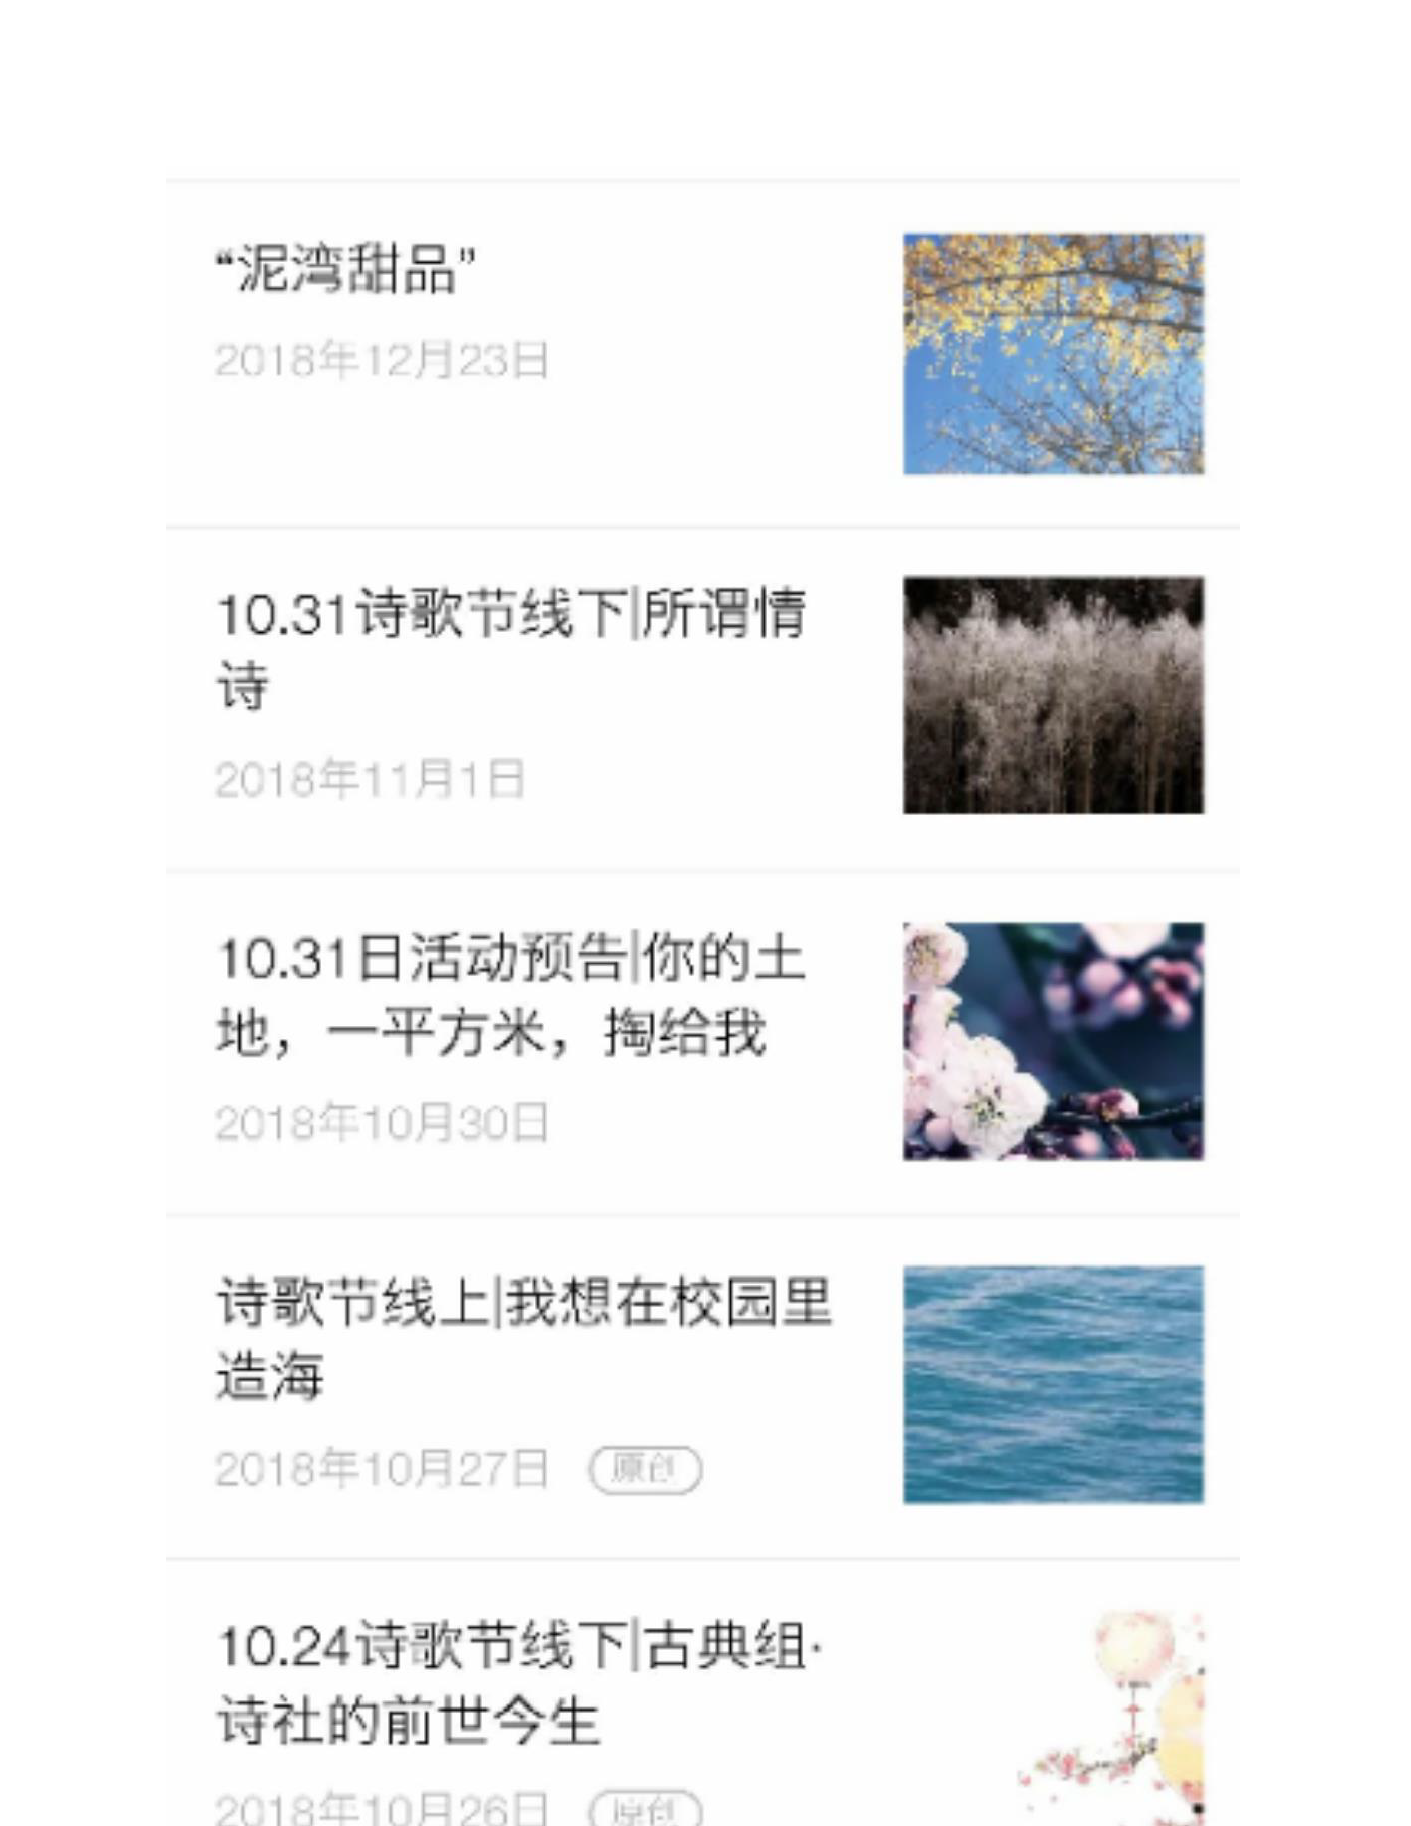 “泥湾甜品”
2018年12月23日
10.31诗歌节线下|所谓情
诗
2018年11月1日
10.31日活动预告|你的土
地，一平方米，掏给我
2018年10月30日
诗歌节线上|我想在校园里
造海
2018年10月27日 原创
10.24诗歌节线下|古典组·
诗社的前世今生
2018年10月26日 原创